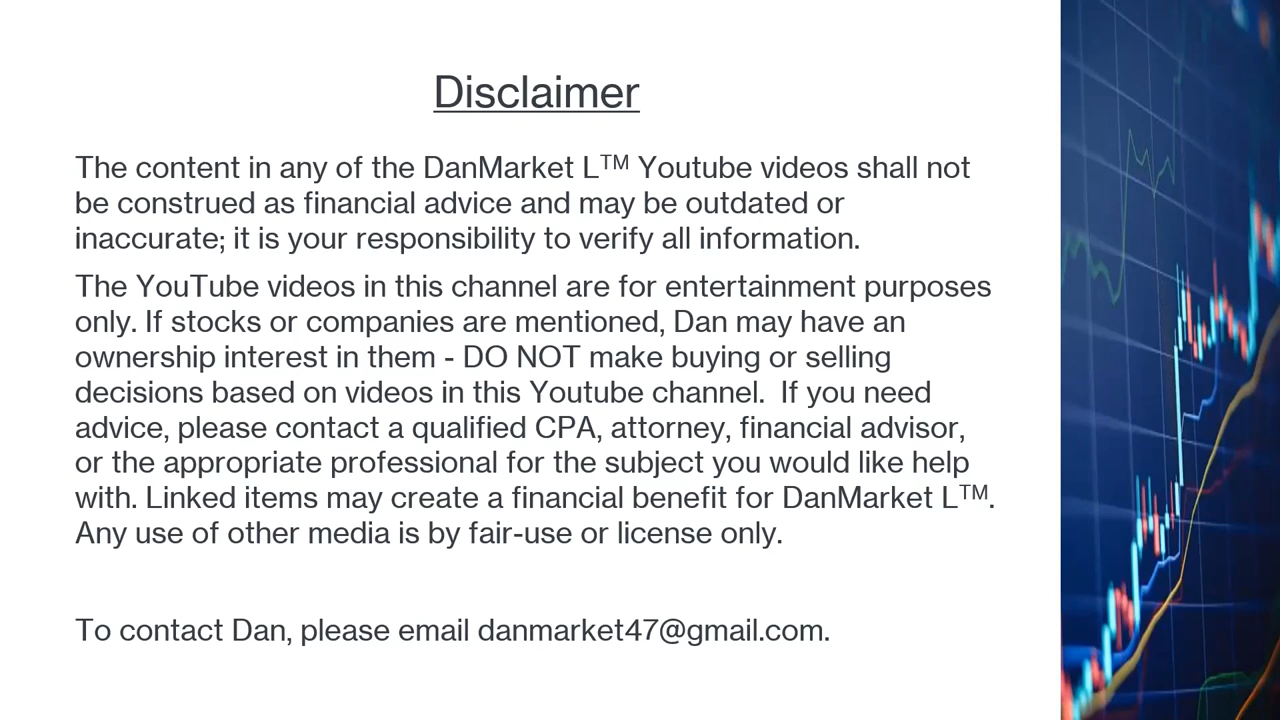 Disclaimer
The content in any of the DanMarket L™ Youtube videos shall not
be construed as financial advice and may be outdated or
inaccurate; it is your responsibility to verify all information.
The YouTube videos in this channel are for entertainment purposes
only. If stocks or companies are mentioned, Dan may have an
ownership interest in them - DO NOT make buying or selling
decisions based on videos in this Youtube channel.  If you need
advice, please contact a qualified CPA, attorney, financial advisor,
or the appropriate professional for the subject you would like help
with. Linked items may create a financial benefit for DanMarket L™.
Any use of other media is by fair-use or license only.
To contact Dan, please email danmarket47@gmail.com.